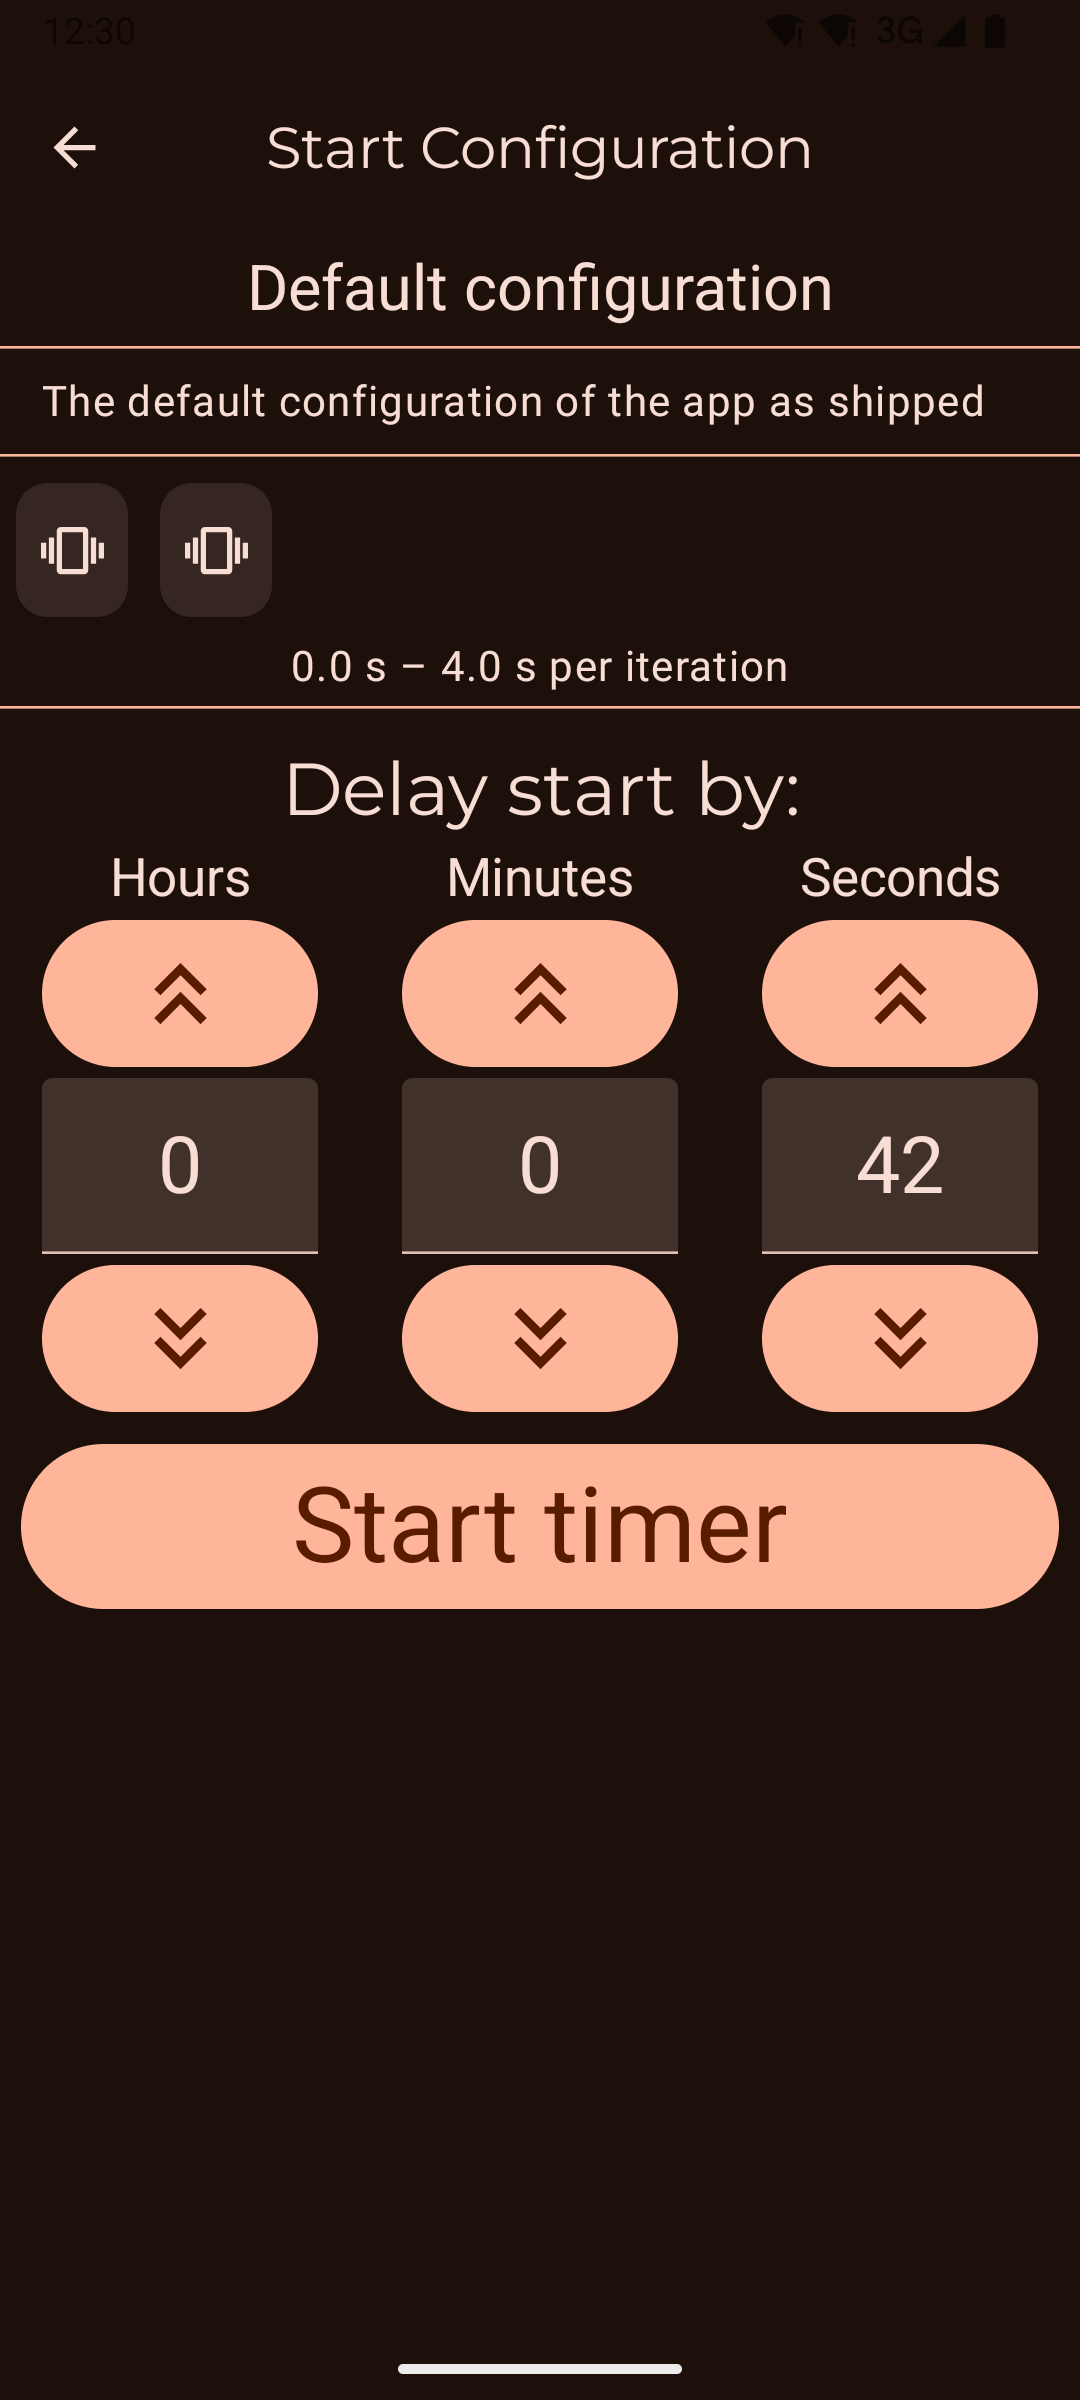 12:30
3G
Start Configuration
Default configuration
The default configuration of the app as shipped
0.0 s – 4.0 s per iteration
Delay start by:
Hours Minutes Seconds
0 0 42
Start timer